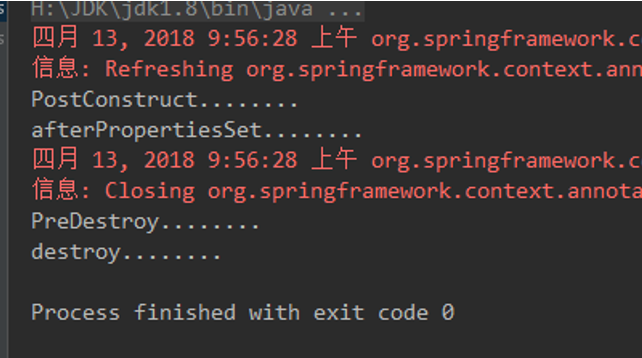 H:\JDK\jdk1.8\bin\java ...
四月 13, 2018 9:56:28 上午 org.springframework.c
信息: Refreshing org.springframework.context.ann
PostConstruct........
afterPropertiesSet........
四月 13, 2018 9:56:28 上午 org.springframework.c
信息: Closing org.springframework.context.annota
PreDestroy........
destroy........
Process finished with exit code 0